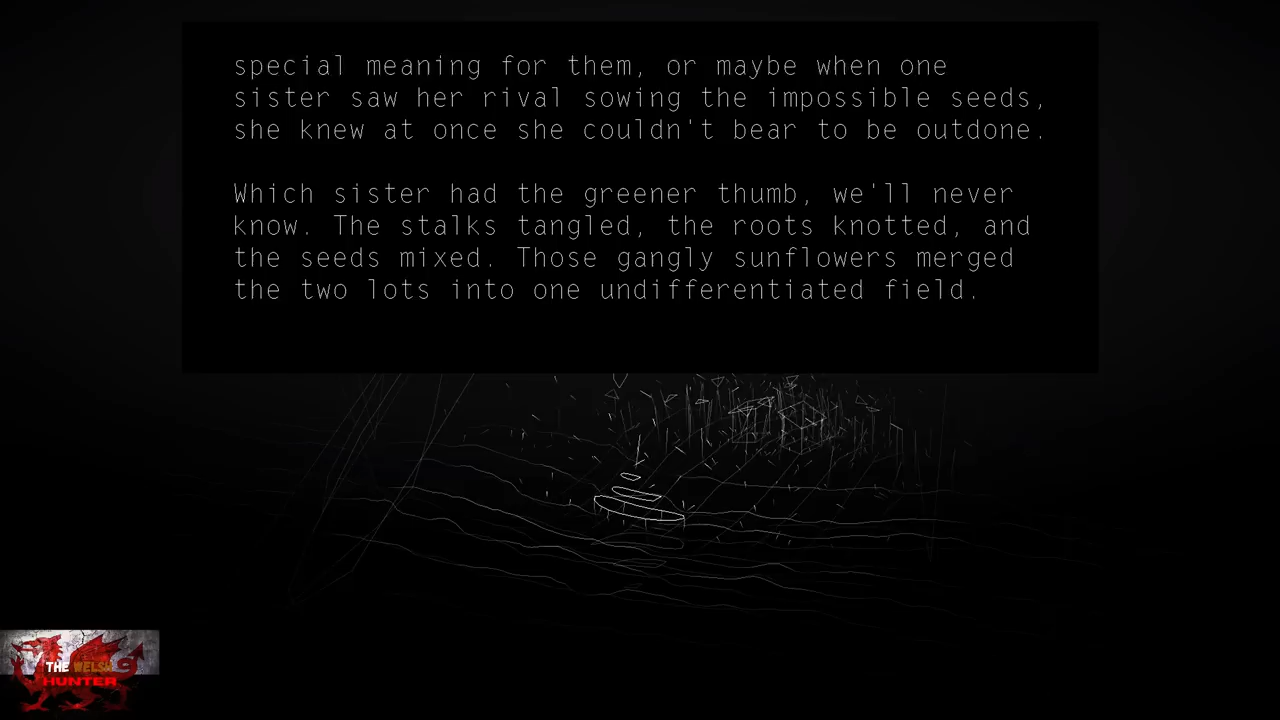 special meaning for them, or maybe when one
sister saw her rival sowing the impossible seeds,
she knew at once she couldn't bear to be outdone.
Which sister had the greener thumb, we'll never
know. The stalks tangled, the roots knotted, and
the seeds mixed. Those gangly sunflowers merged
the two lots into one undifferentiated field.
THE WELSH
HUNTER